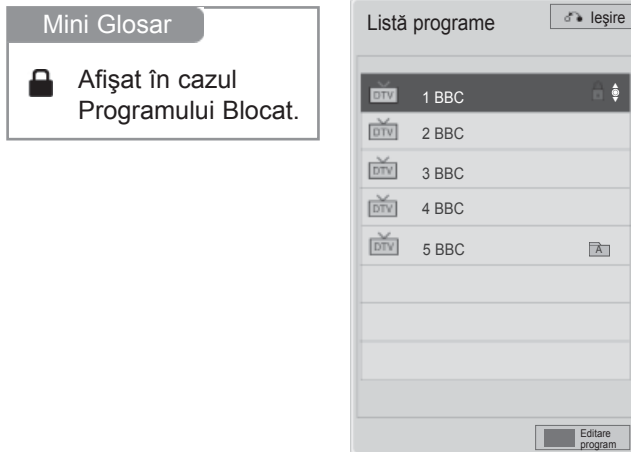 Mini Glosar
Afişat în cazul
Programului Blocat.
Listă programe
Ieşire
DTV 1 BBC
DTV 2 BBC
DTV 3 BBC
DTV 4 BBC
DTV 5 BBC A
Editare
program